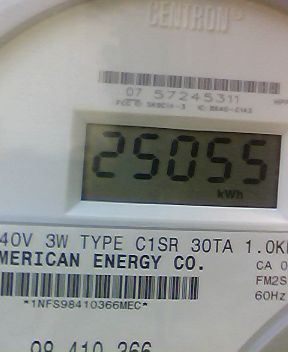 CENTRON®
07 57245311
25055
kWh
40V 3W TYPE C1SR 30TA 1.0K
MERICAN ENERGY CO.
CA 0
FM2S
60Hz
*1NFS98410366MEC*
98 410 366